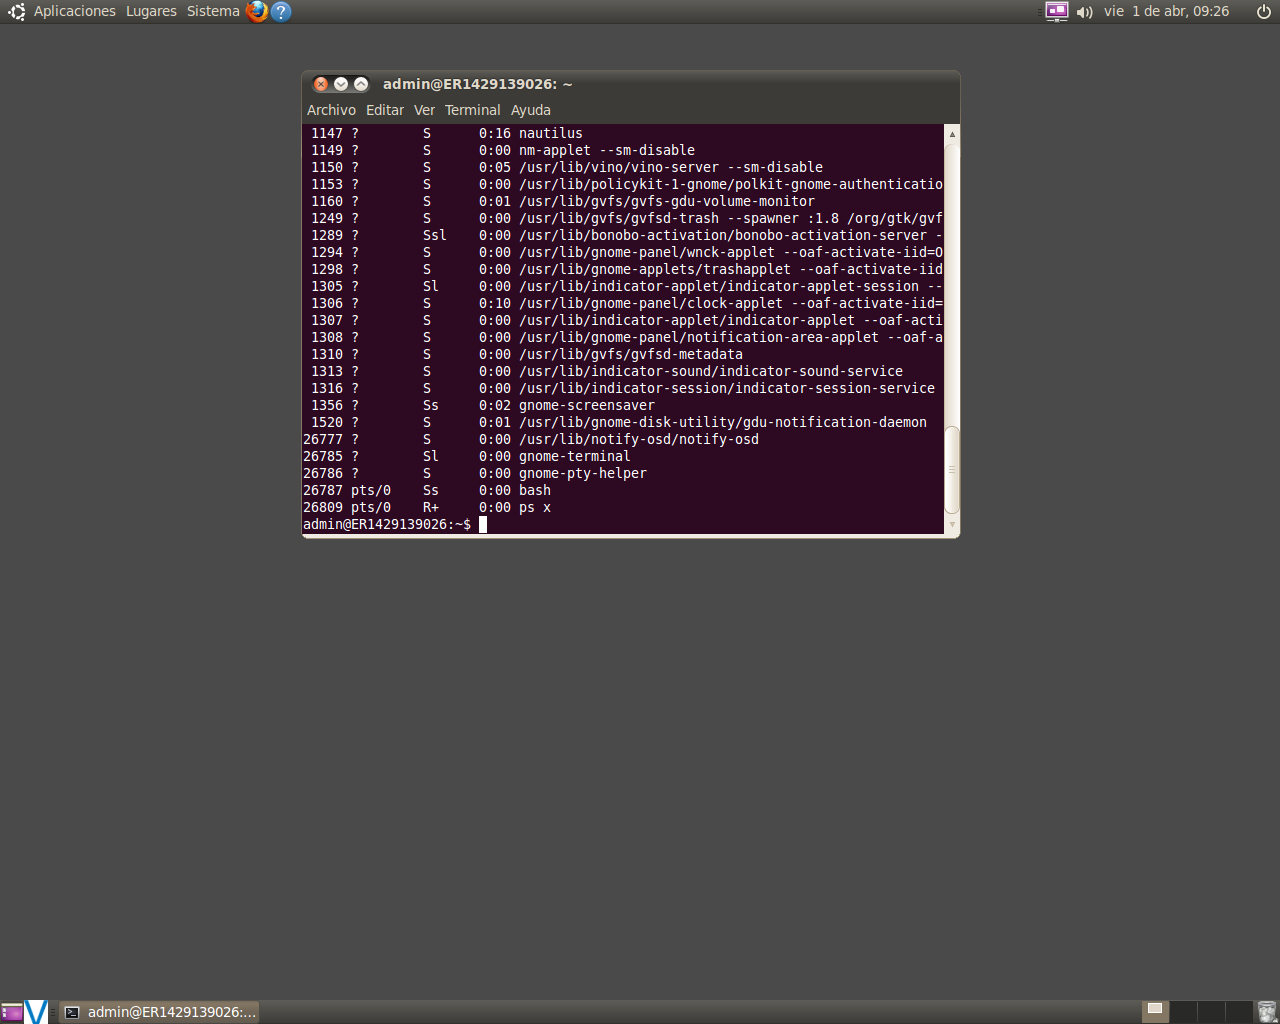 Aplicaciones Lugares Sistema vie 1 de abr, 09:26
admin@ER1429139026: ~
Archivo Editar Ver Terminal Ayuda
1147 ? S 0:16 nautilus
1149 ? S 0:00 nm-applet --sm-disable
1150 ? S 0:05 /usr/lib/vino/vino-server --sm-disable
1153 ? S 0:00 /usr/lib/policykit-1-gnome/polkit-gnome-authenticatio
1160 ? S 0:01 /usr/lib/gvfs/gvfs-gdu-volume-monitor
1249 ? S 0:00 /usr/lib/gvfs/gvfsd-trash --spawner :1.8 /org/gtk/gvf
1289 ? Ssl 0:00 /usr/lib/bonobo-activation/bonobo-activation-server -
1294 ? S 0:00 /usr/lib/gnome-panel/wnck-applet --oaf-activate-iid=O
1298 ? S 0:00 /usr/lib/gnome-applets/trashapplet --oaf-activate-iid
1305 ? Sl 0:00 /usr/lib/indicator-applet/indicator-applet-session --
1306 ? S 0:10 /usr/lib/gnome-panel/clock-applet --oaf-activate-iid=
1307 ? S 0:00 /usr/lib/indicator-applet/indicator-applet --oaf-acti
1308 ? S 0:00 /usr/lib/gnome-panel/notification-area-applet --oaf-a
1310 ? S 0:00 /usr/lib/gvfs/gvfsd-metadata
1313 ? S 0:00 /usr/lib/indicator-sound/indicator-sound-service
1316 ? S 0:00 /usr/lib/indicator-session/indicator-session-service
1356 ? Ss 0:02 gnome-screensaver
1520 ? S 0:01 /usr/lib/gnome-disk-utility/gdu-notification-daemon
26777 ? S 0:00 /usr/lib/notify-osd/notify-osd
26785 ? Sl 0:00 gnome-terminal
26786 ? S 0:00 gnome-pty-helper
26787 pts/0 Ss 0:00 bash
26809 pts/0 R+ 0:00 ps x
admin@ER1429139026:~$
admin@ER1429139026:...